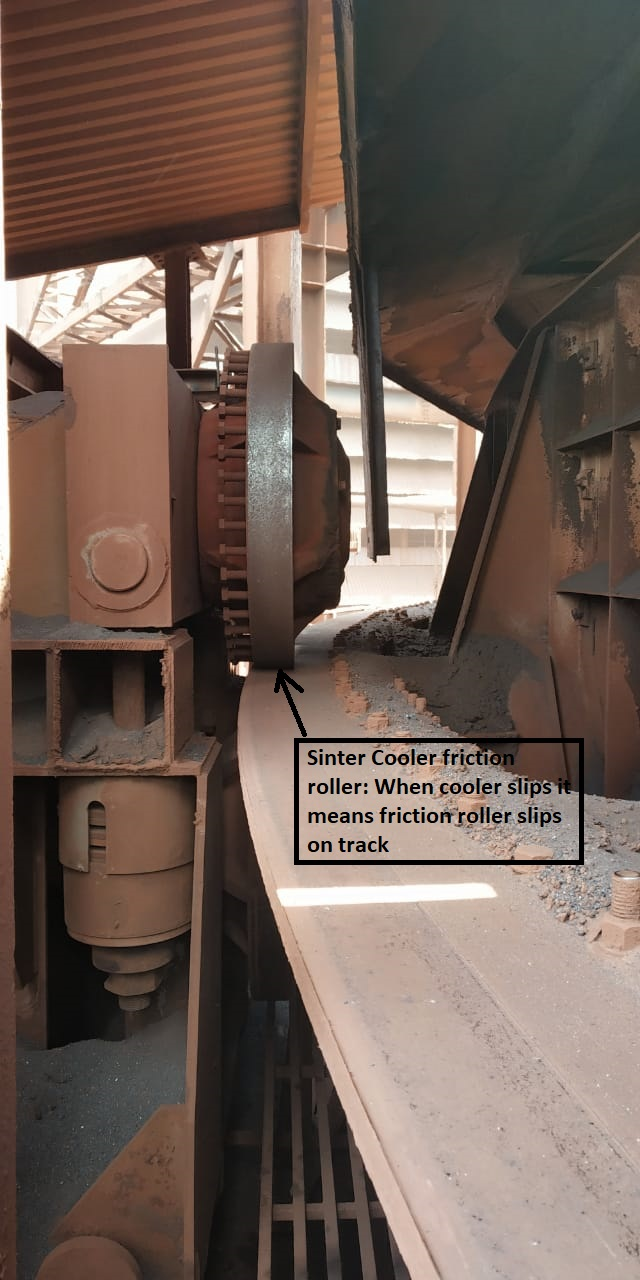 Sinter Cooler friction
roller: When cooler slips it
means friction roller slips
on track